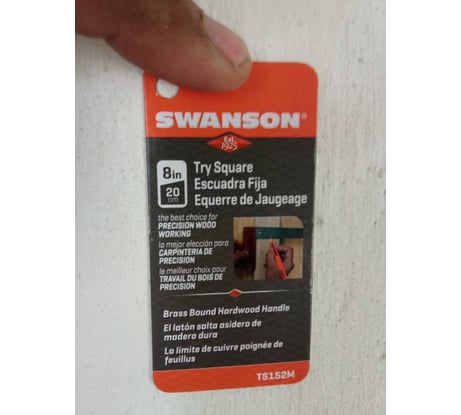 SWANSON®
Est.
1925
8in
20
cm
Try Square
Escuadra Fija
Equerre de Jaugeage
the best choice for
PRECISION WOOD
WORKING
la mejor elección para
CARPINTERIA DE
PRECISION
le meilleur choix pour
TRAVAIL DU BOIS DE
PRECISION
Brass Bound Hardwood Handle
El latón salta asidero de
madera dura
La limite de cuivre poignée de
feuillus
TS152M